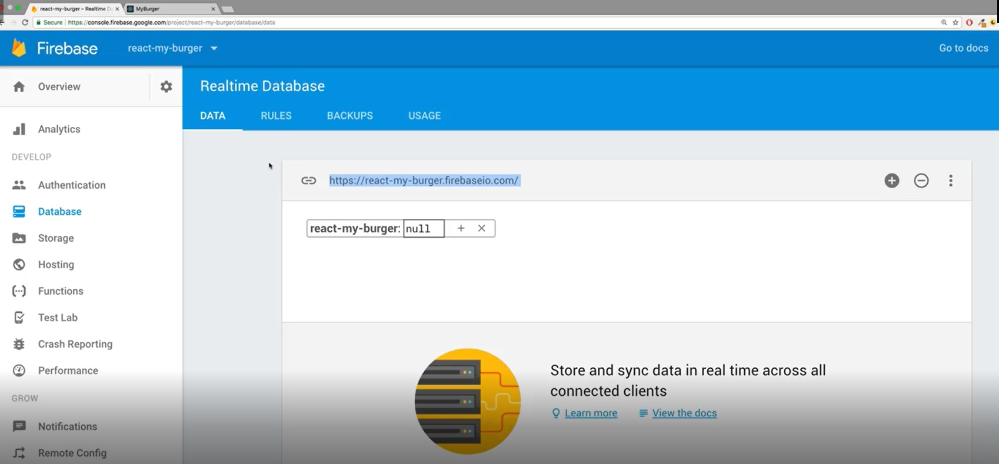 react-my-burger – Realtime D
MyBurger
Secure | https://console.firebase.google.com/project/react-my-burger/database/data
Firebase
react-my-burger
Go to docs
Overview
Realtime Database
DATA
RULES
BACKUPS
USAGE
Analytics
DEVELOP
Authentication
Database
Storage
Hosting
Functions
Test Lab
Crash Reporting
Performance
GROW
Notifications
Remote Config
https://react-my-burger.firebaseio.com/
react-my-burger: null
Store and sync data in real time across all
connected clients
Learn more
View the docs